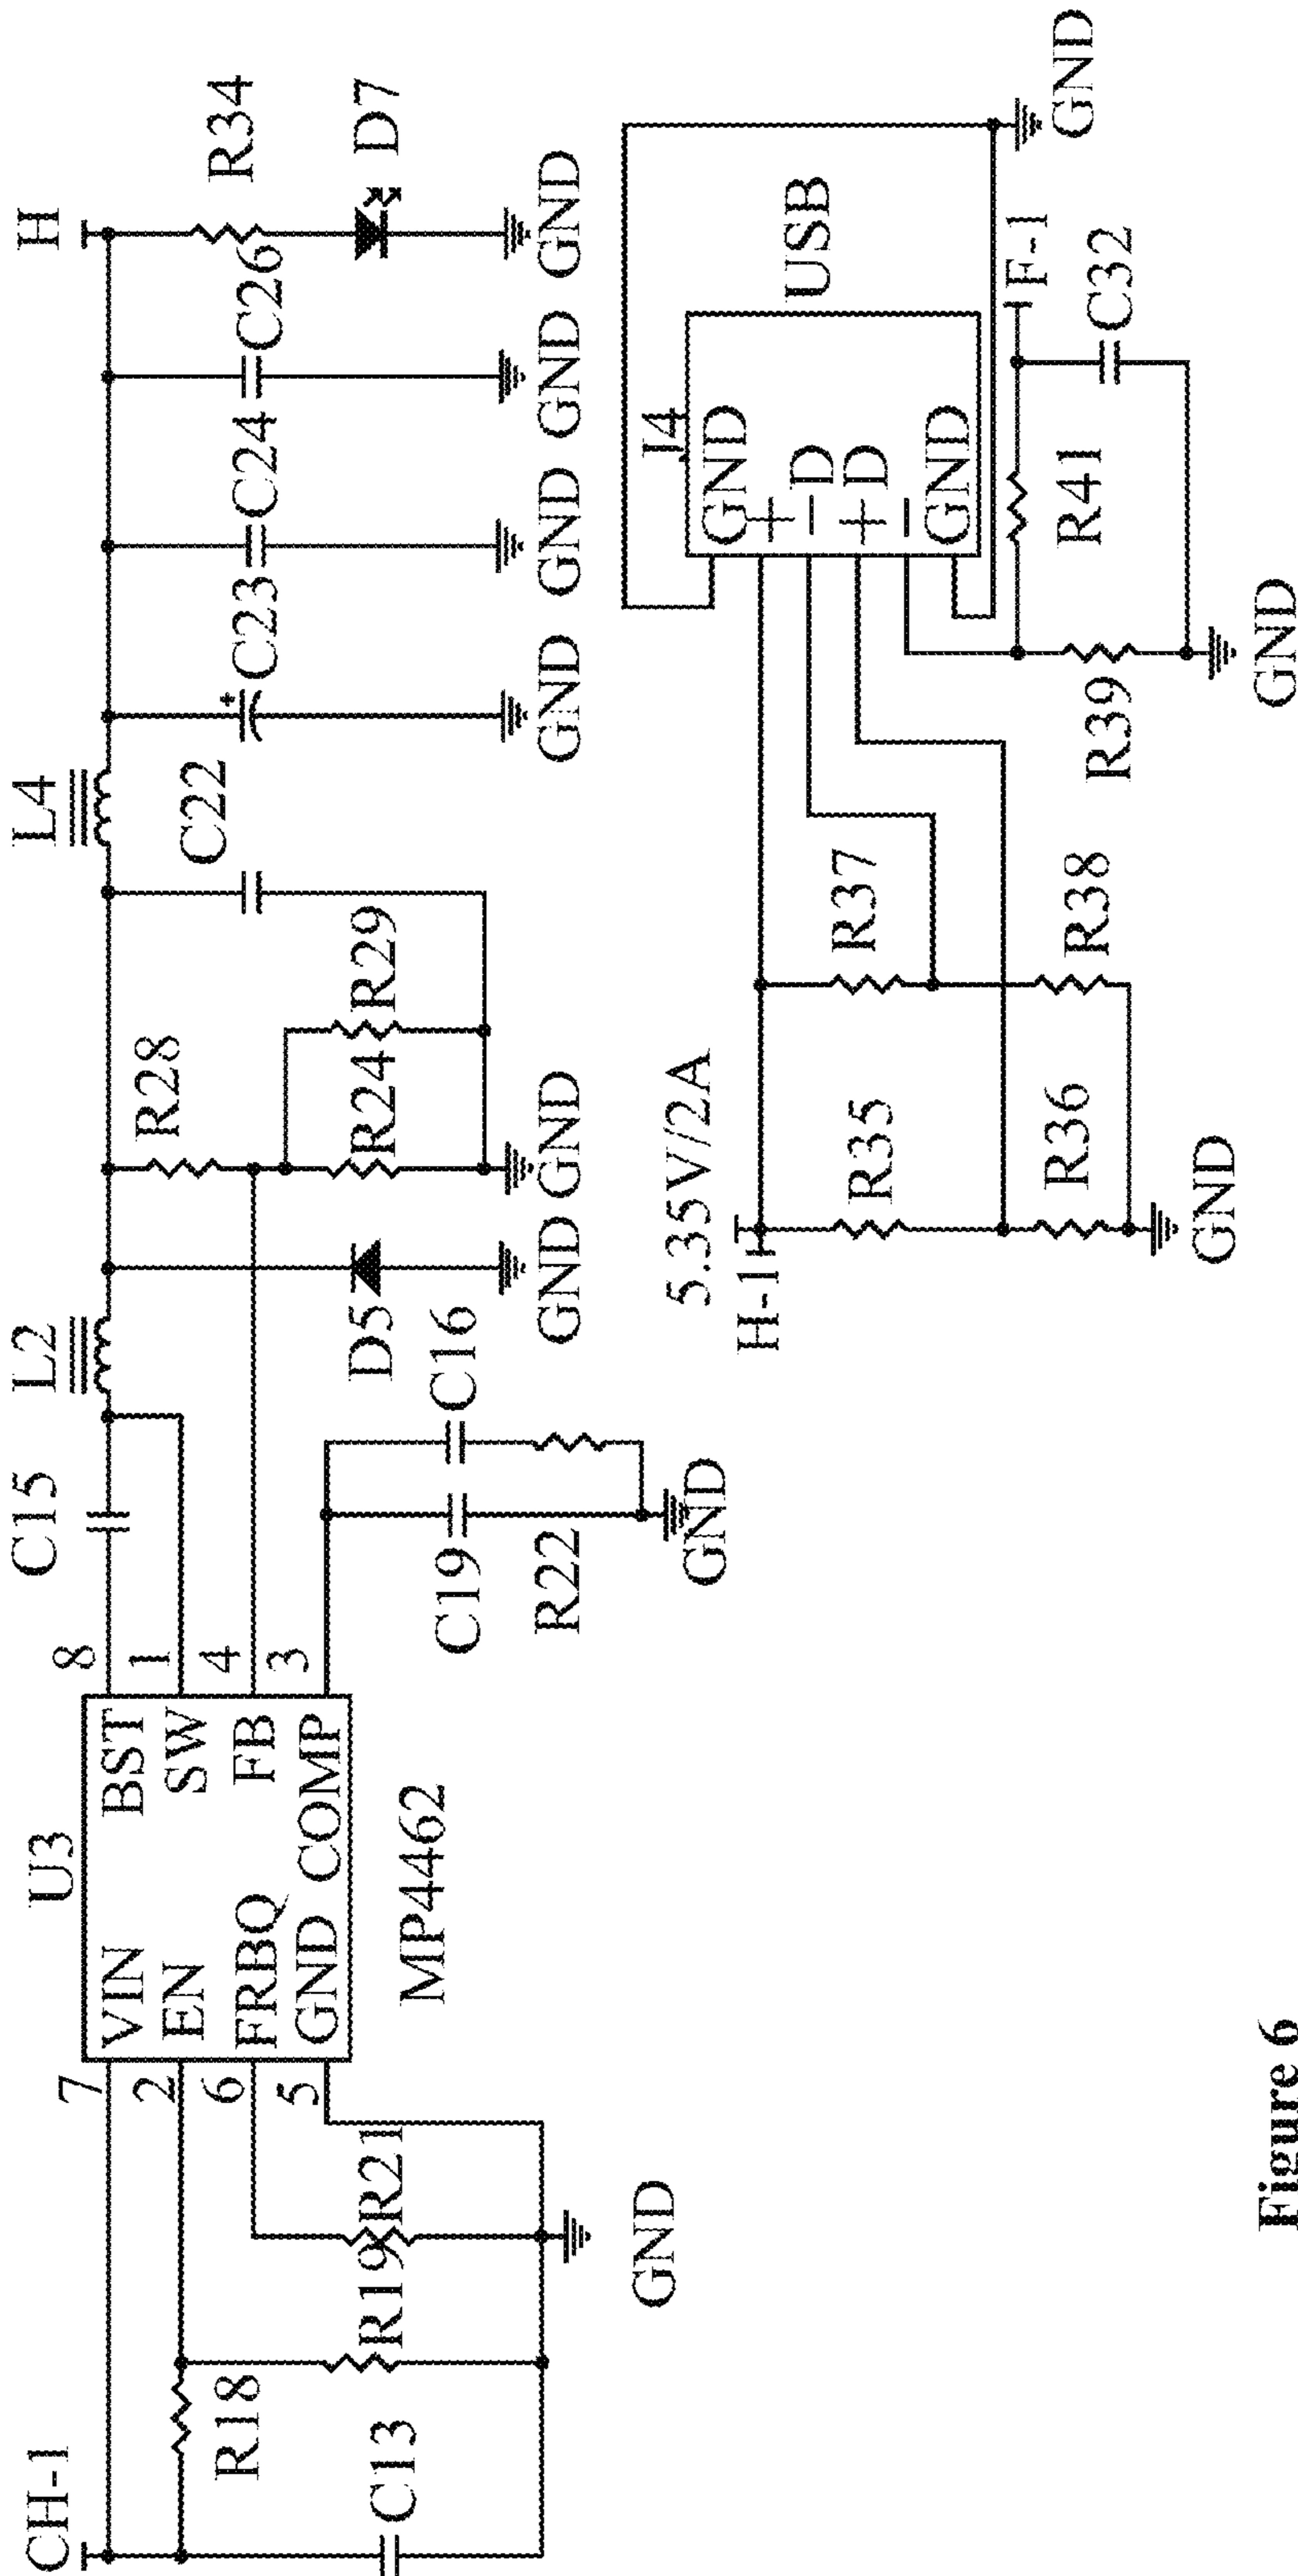 CH-1
R18
C13
R19
R21
GND
7
2
6
5
U3
VIN
EN
FRBQ
GND
BST
SW
FB
COMP
MP4462
8
1
4
3
C15
L2
C19
C16
R22
GND
D5
GND
R28
R24
R29
GND
C22
L4
C23
GND
C24
GND
C26
GND
H
R34
D7
GND
5.35V/2A
H-1
R35
R37
R36
R38
GND
J4
USB
GND
+
-D
+D
-
GND
GND
R41
F-1
R39
C32
GND
Figure 6